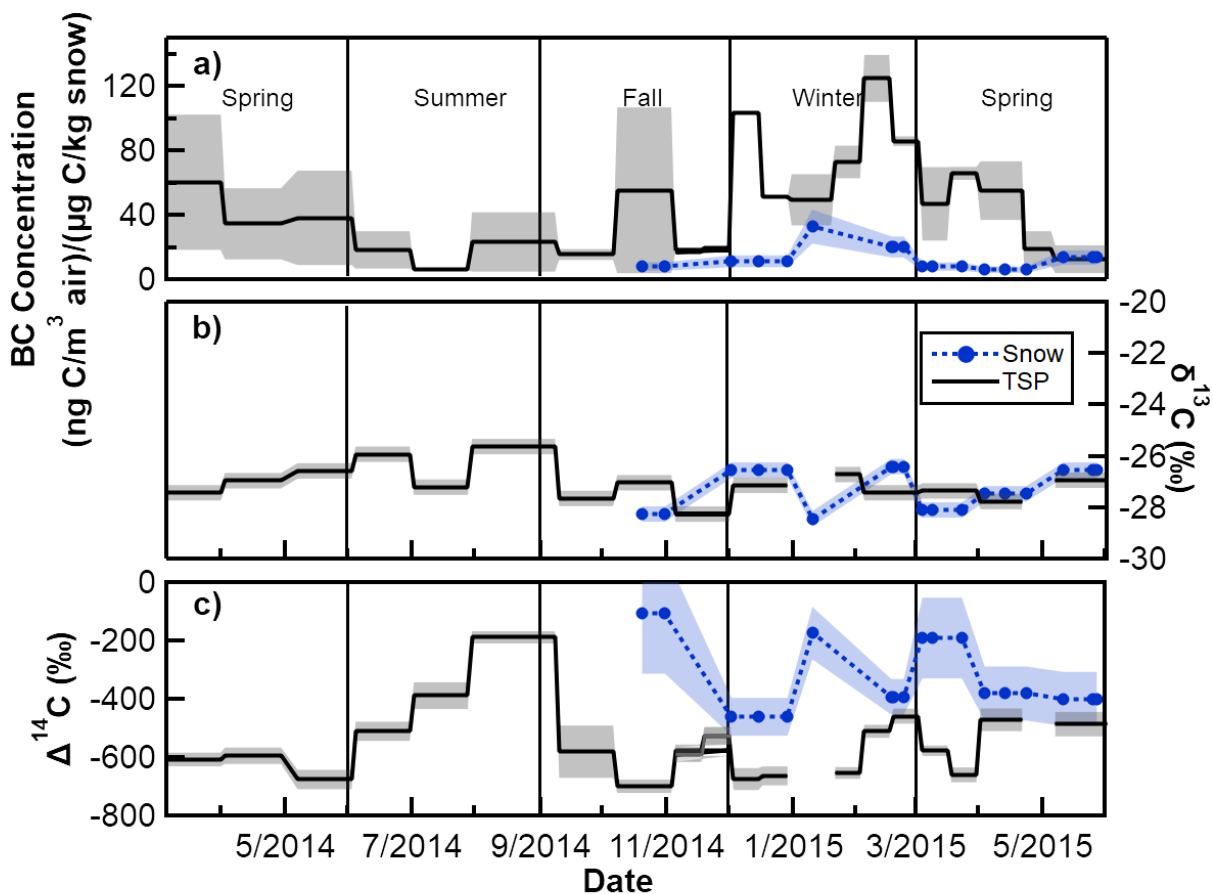 BC Concentration
(ng C/m³ air)/(µg C/kg snow)
a)
Spring
Summer
Fall
Winter
Spring
120
80
40
0
b)
-20
-22
-24
-26
-28
-30
δ¹³C (‰)
Snow
TSP
c)
Δ¹⁴C (‰)
0
-200
-400
-600
-800
5/2014
7/2014
9/2014
11/2014
1/2015
3/2015
5/2015
Date